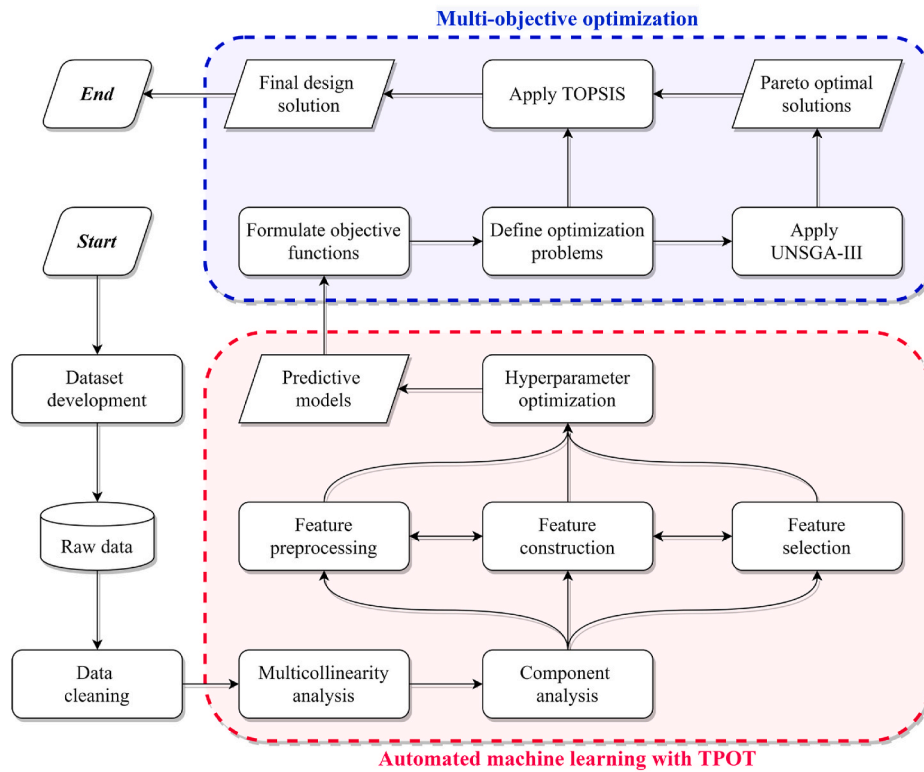 Multi-objective optimization
End
Final design
solution
Apply TOPSIS
Pareto optimal
solutions
Start
Formulate objective
functions
Define optimization
problems
Apply
UNSGA-III
Dataset
development
Predictive
models
Hyperparameter
optimization
Raw data
Feature
preprocessing
Feature
construction
Feature
selection
Data
cleaning
Multicollinearity
analysis
Component
analysis
Automated machine learning with TPOT